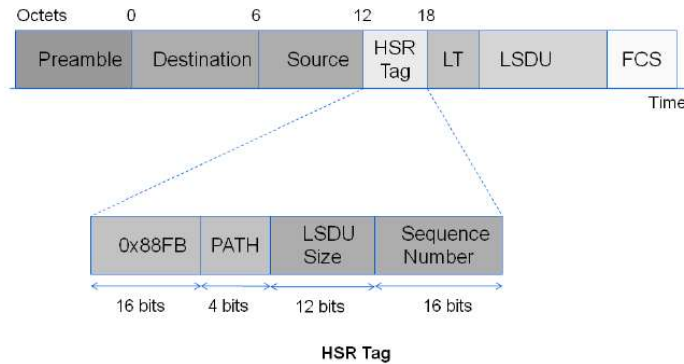 Octets 0 6 12 18
Preamble Destination Source HSR Tag LT LSDU FCS
Time
0x88FB PATH LSDU Size Sequence Number
16 bits 4 bits 12 bits 16 bits
HSR Tag